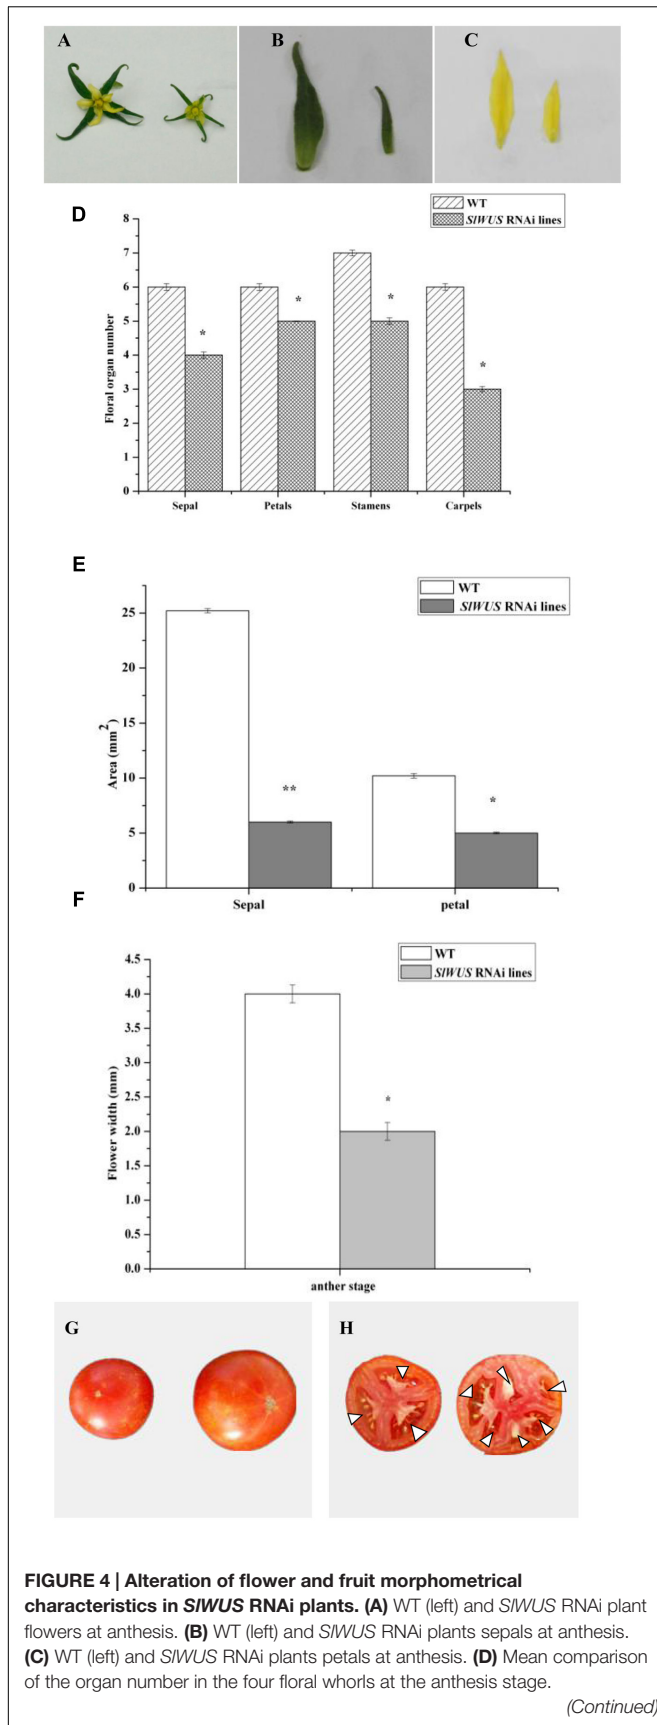 A
B
C
D
WT
SlWUS RNAi lines
Floral organ number
8
7
6
5
4
3
2
1
0
*
*
*
*
Sepal Petals Stamens Carpels
E
WT
SlWUS RNAi lines
Area (mm²)
25
20
15
10
5
0
**
*
Sepal petal
F
WT
SlWUS RNAi lines
Flower width (mm)
4.5
4.0
3.5
3.0
2.5
2.0
1.5
1.0
0.5
0.0
*
anther stage
G
H
FIGURE 4 | Alteration of flower and fruit morphometrical
characteristics in SlWUS RNAi plants. (A) WT (left) and SlWUS RNAi plant
flowers at anthesis. (B) WT (left) and SlWUS RNAi plants sepals at anthesis.
(C) WT (left) and SlWUS RNAi plants petals at anthesis. (D) Mean comparison
of the organ number in the four floral whorls at the anthesis stage.
(Continued)